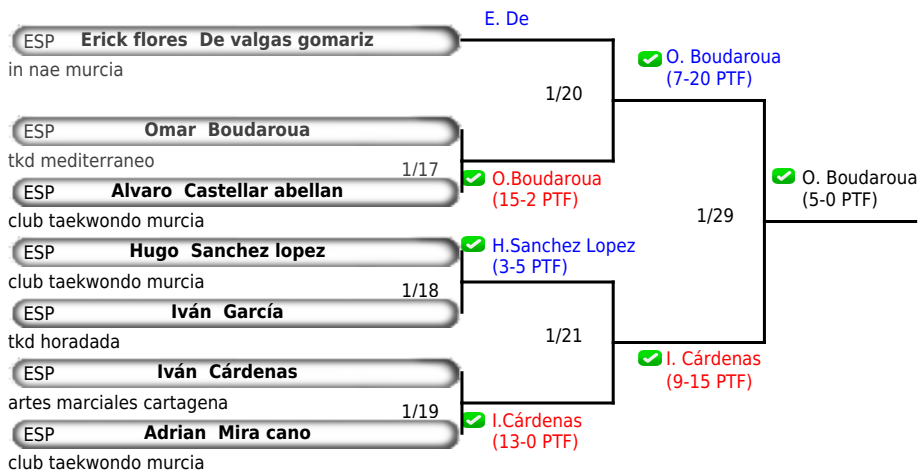 E. De
ESP Erick flores De valgas gomariz
in nae murcia
O. Boudaroua
(7-20 PTF)
1/20
ESP Omar Boudaroua
tkd mediterraneo
1/17
ESP Alvaro Castellar abellan
club taekwondo murcia
O.Boudaroua
(15-2 PTF)
O. Boudaroua
(5-0 PTF)
1/29
ESP Hugo Sanchez lopez
club taekwondo murcia
H.Sanchez Lopez
(3-5 PTF)
1/18
ESP Iván García
tkd horadada
1/21
I. Cárdenas
(9-15 PTF)
ESP Iván Cárdenas
artes marciales cartagena
1/19
ESP Adrian Mira cano
club taekwondo murcia
I.Cárdenas
(13-0 PTF)